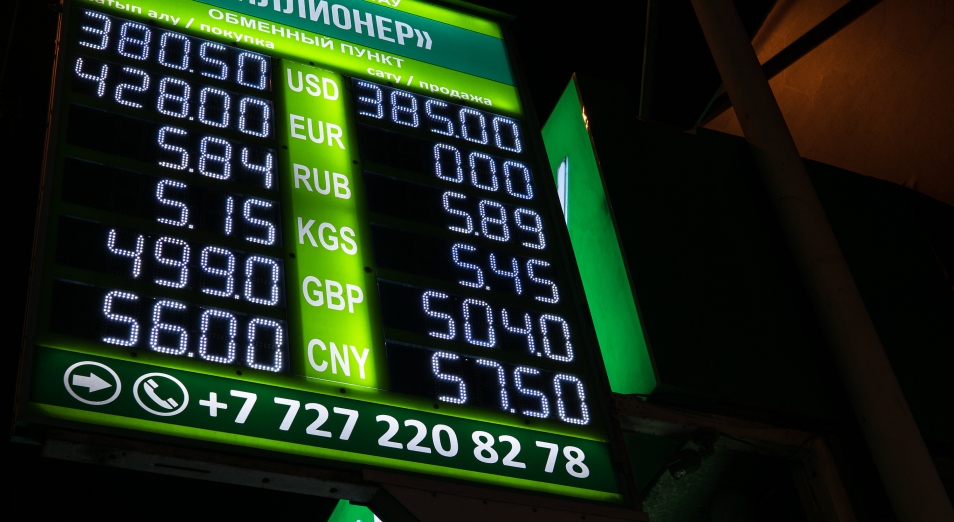 ЛЛИОНЕР»
ОБМЕННЫЙ ПУНКТ
сатып алу / покупка
сату / продажа
380.50 USD 385.00
428.00 EUR 0.00
5.84 RUB 5.89
5.15 KGS 5.45
499.0 GBP 504.0
56.00 CNY 57.50
+7 727 220 82 78